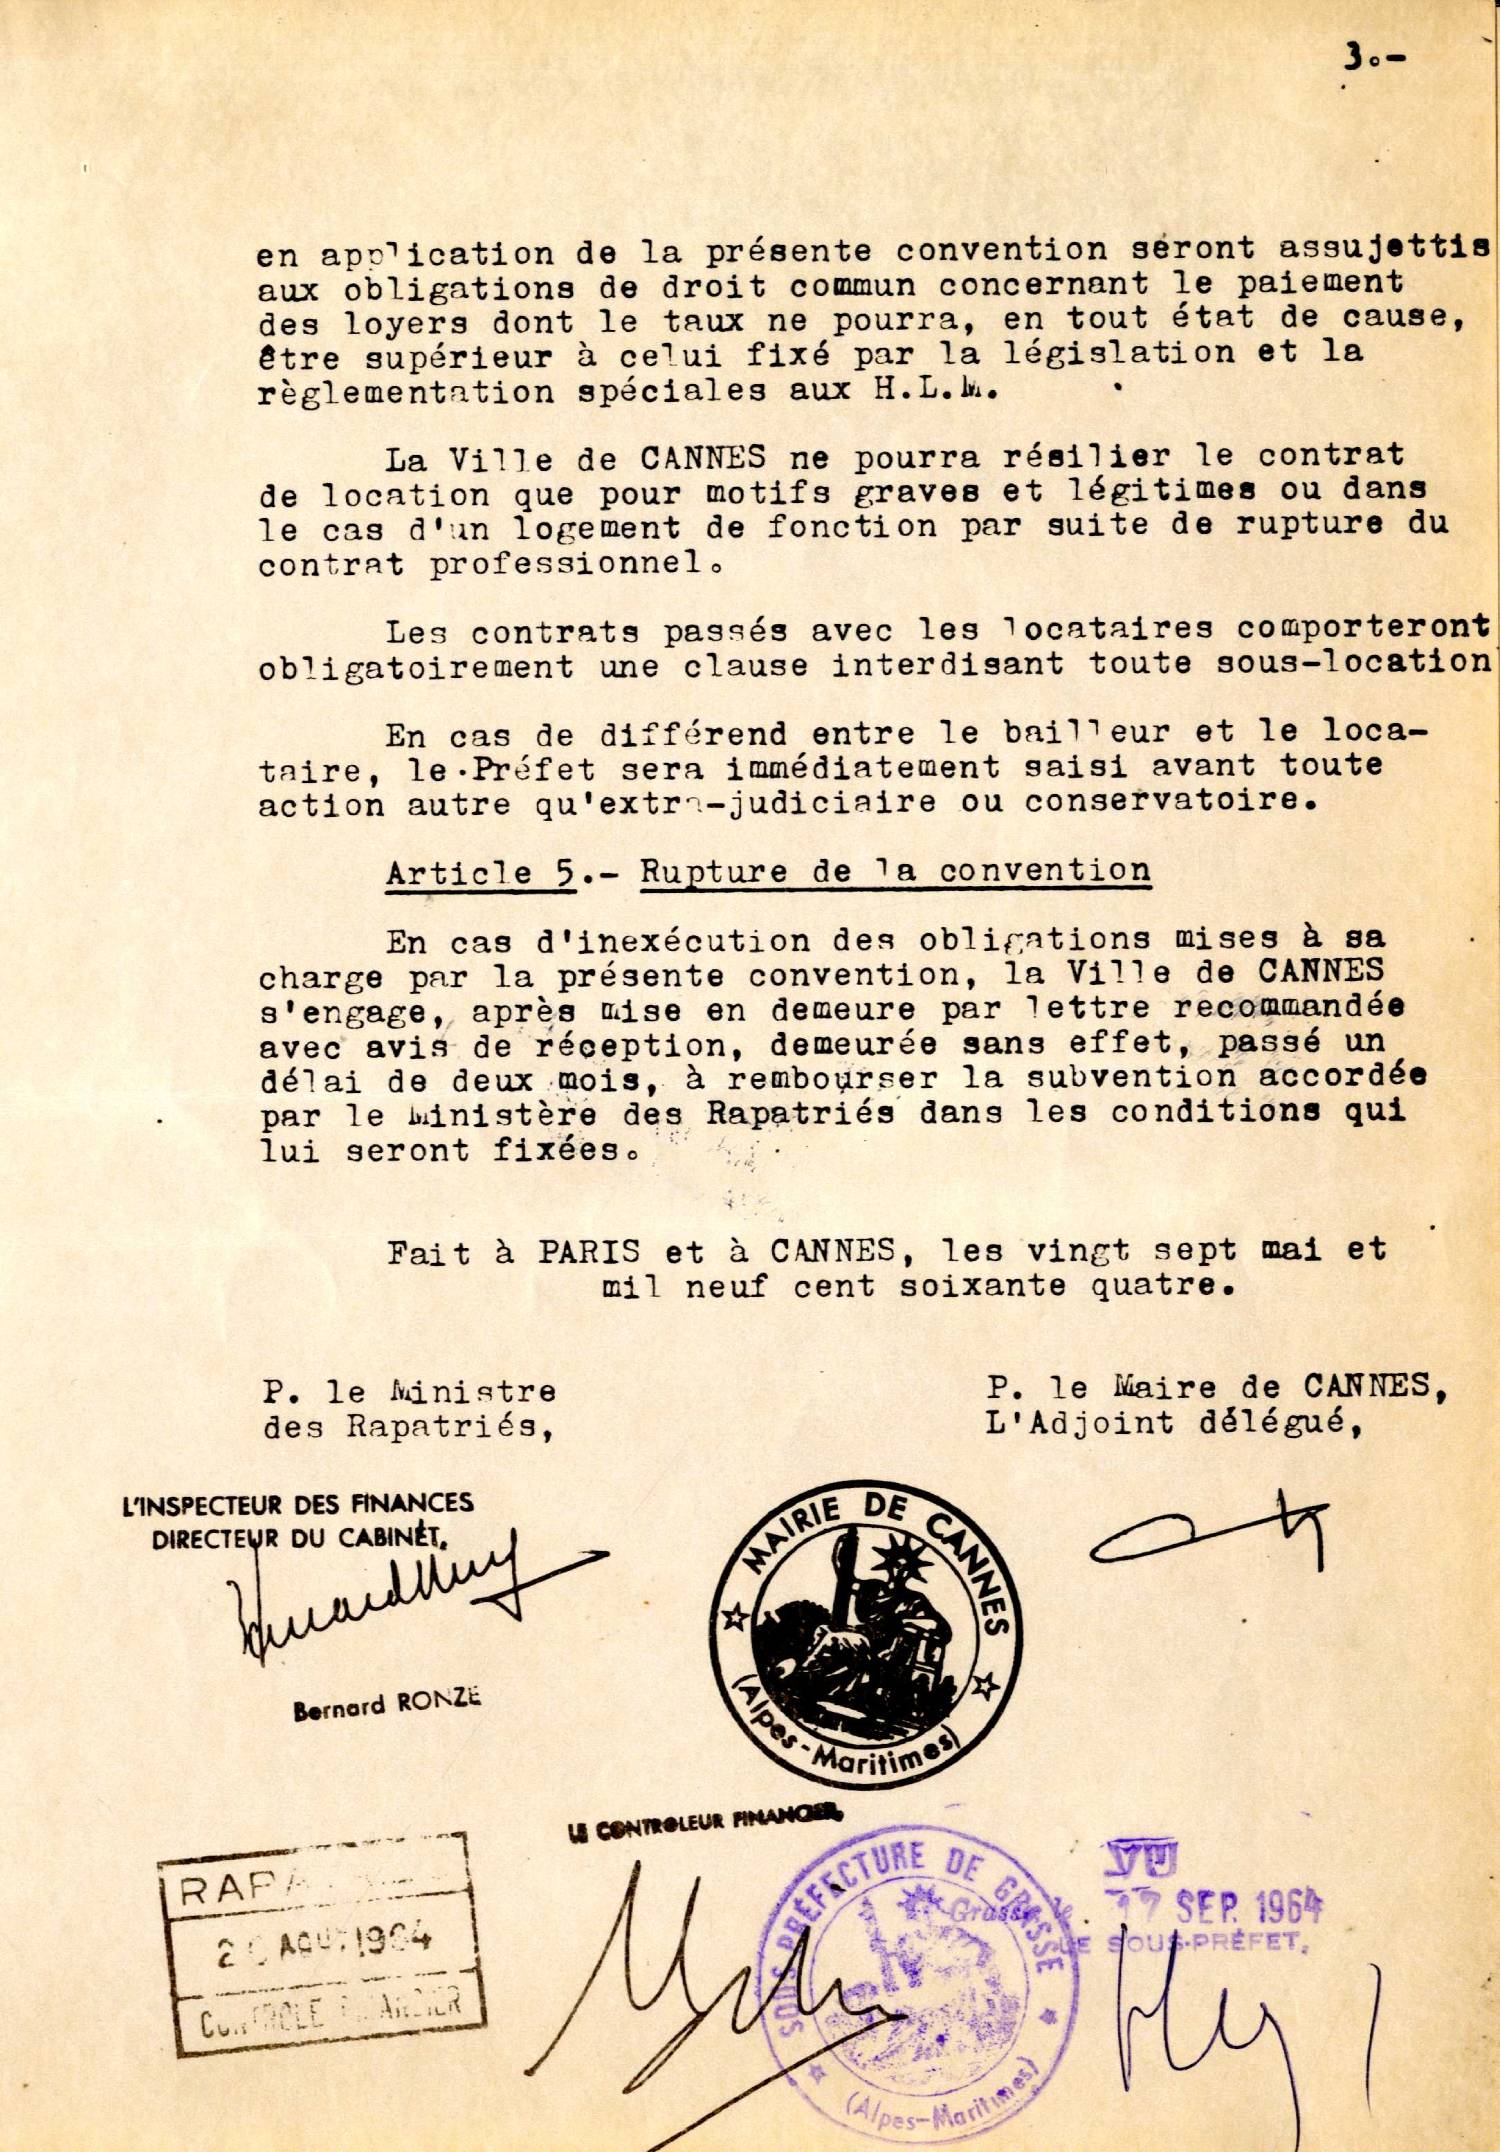 3.-
en application de la présente convention seront assujettis
aux obligations de droit commun concernant le paiement
des loyers dont le taux ne pourra, en tout état de cause,
être supérieur à celui fixé par la législation et la
règlementation spéciales aux H.L.M.
La Ville de CANNES ne pourra résilier le contrat
de location que pour motifs graves et légitimes ou dans
le cas d'un logement de fonction par suite de rupture du
contrat professionnel.
Les contrats passés avec les locataires comporteront
obligatoirement une clause interdisant toute sous-location
En cas de différend entre le bailleur et le loca-
taire, le Préfet sera immédiatement saisi avant toute
action autre qu'extra-judiciaire ou conservatoire.
Article 5.- Rupture de la convention
En cas d'inexécution des obligations mises à sa
charge par la présente convention, la Ville de CANNES
s'engage, après mise en demeure par lettre recommandée
avec avis de réception, demeurée sans effet, passé un
délai de deux mois, à rembourser la subvention accordée
par le Ministère des Rapatriés dans les conditions qui
lui seront fixées.
Fait à PARIS et à CANNES, les vingt sept mai et
mil neuf cent soixante quatre.
P. le Ministre
des Rapatriés,
P. le Maire de CANNES,
L'Adjoint délégué,
L'INSPECTEUR DES FINANCES
DIRECTEUR DU CABINET,
Bernard RONZE
MAIRIE DE CANNES
(Alpes-Maritimes)
LE CONTROLEUR FINANCIER,
AOUT 1964
CONTROLE FINANCIER
SOUS-PRÉFECTURE DE GRASSE
(Alpes-Maritimes)
VU
Grasse le 17 SEP. 1964
LE SOUS-PRÉFET,